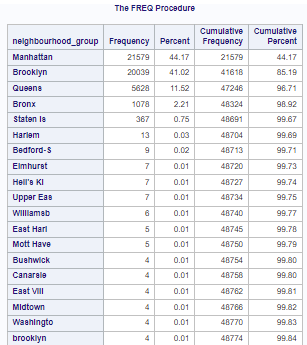 The FREQ Procedure
neighbourhood_group Frequency Percent Cumulative Frequency Cumulative Percent
Manhattan 21579 44.17 21579 44.17
Brooklyn 20039 41.02 41618 85.19
Queens 5628 11.52 47246 96.71
Bronx 1078 2.21 48324 98.92
Staten Is 367 0.75 48691 99.67
Harlem 13 0.03 48704 99.69
Bedford-S 9 0.02 48713 99.71
Elmhurst 7 0.01 48720 99.73
Hell's Ki 7 0.01 48727 99.74
Upper Eas 7 0.01 48734 99.75
Williamsb 6 0.01 48740 99.77
East Harl 5 0.01 48745 99.78
Mott Have 5 0.01 48750 99.79
Bushwick 4 0.01 48754 99.80
Canarsie 4 0.01 48758 99.80
East Vill 4 0.01 48762 99.81
Midtown 4 0.01 48766 99.82
Washingto 4 0.01 48770 99.83
brooklyn 4 0.01 48774 99.84